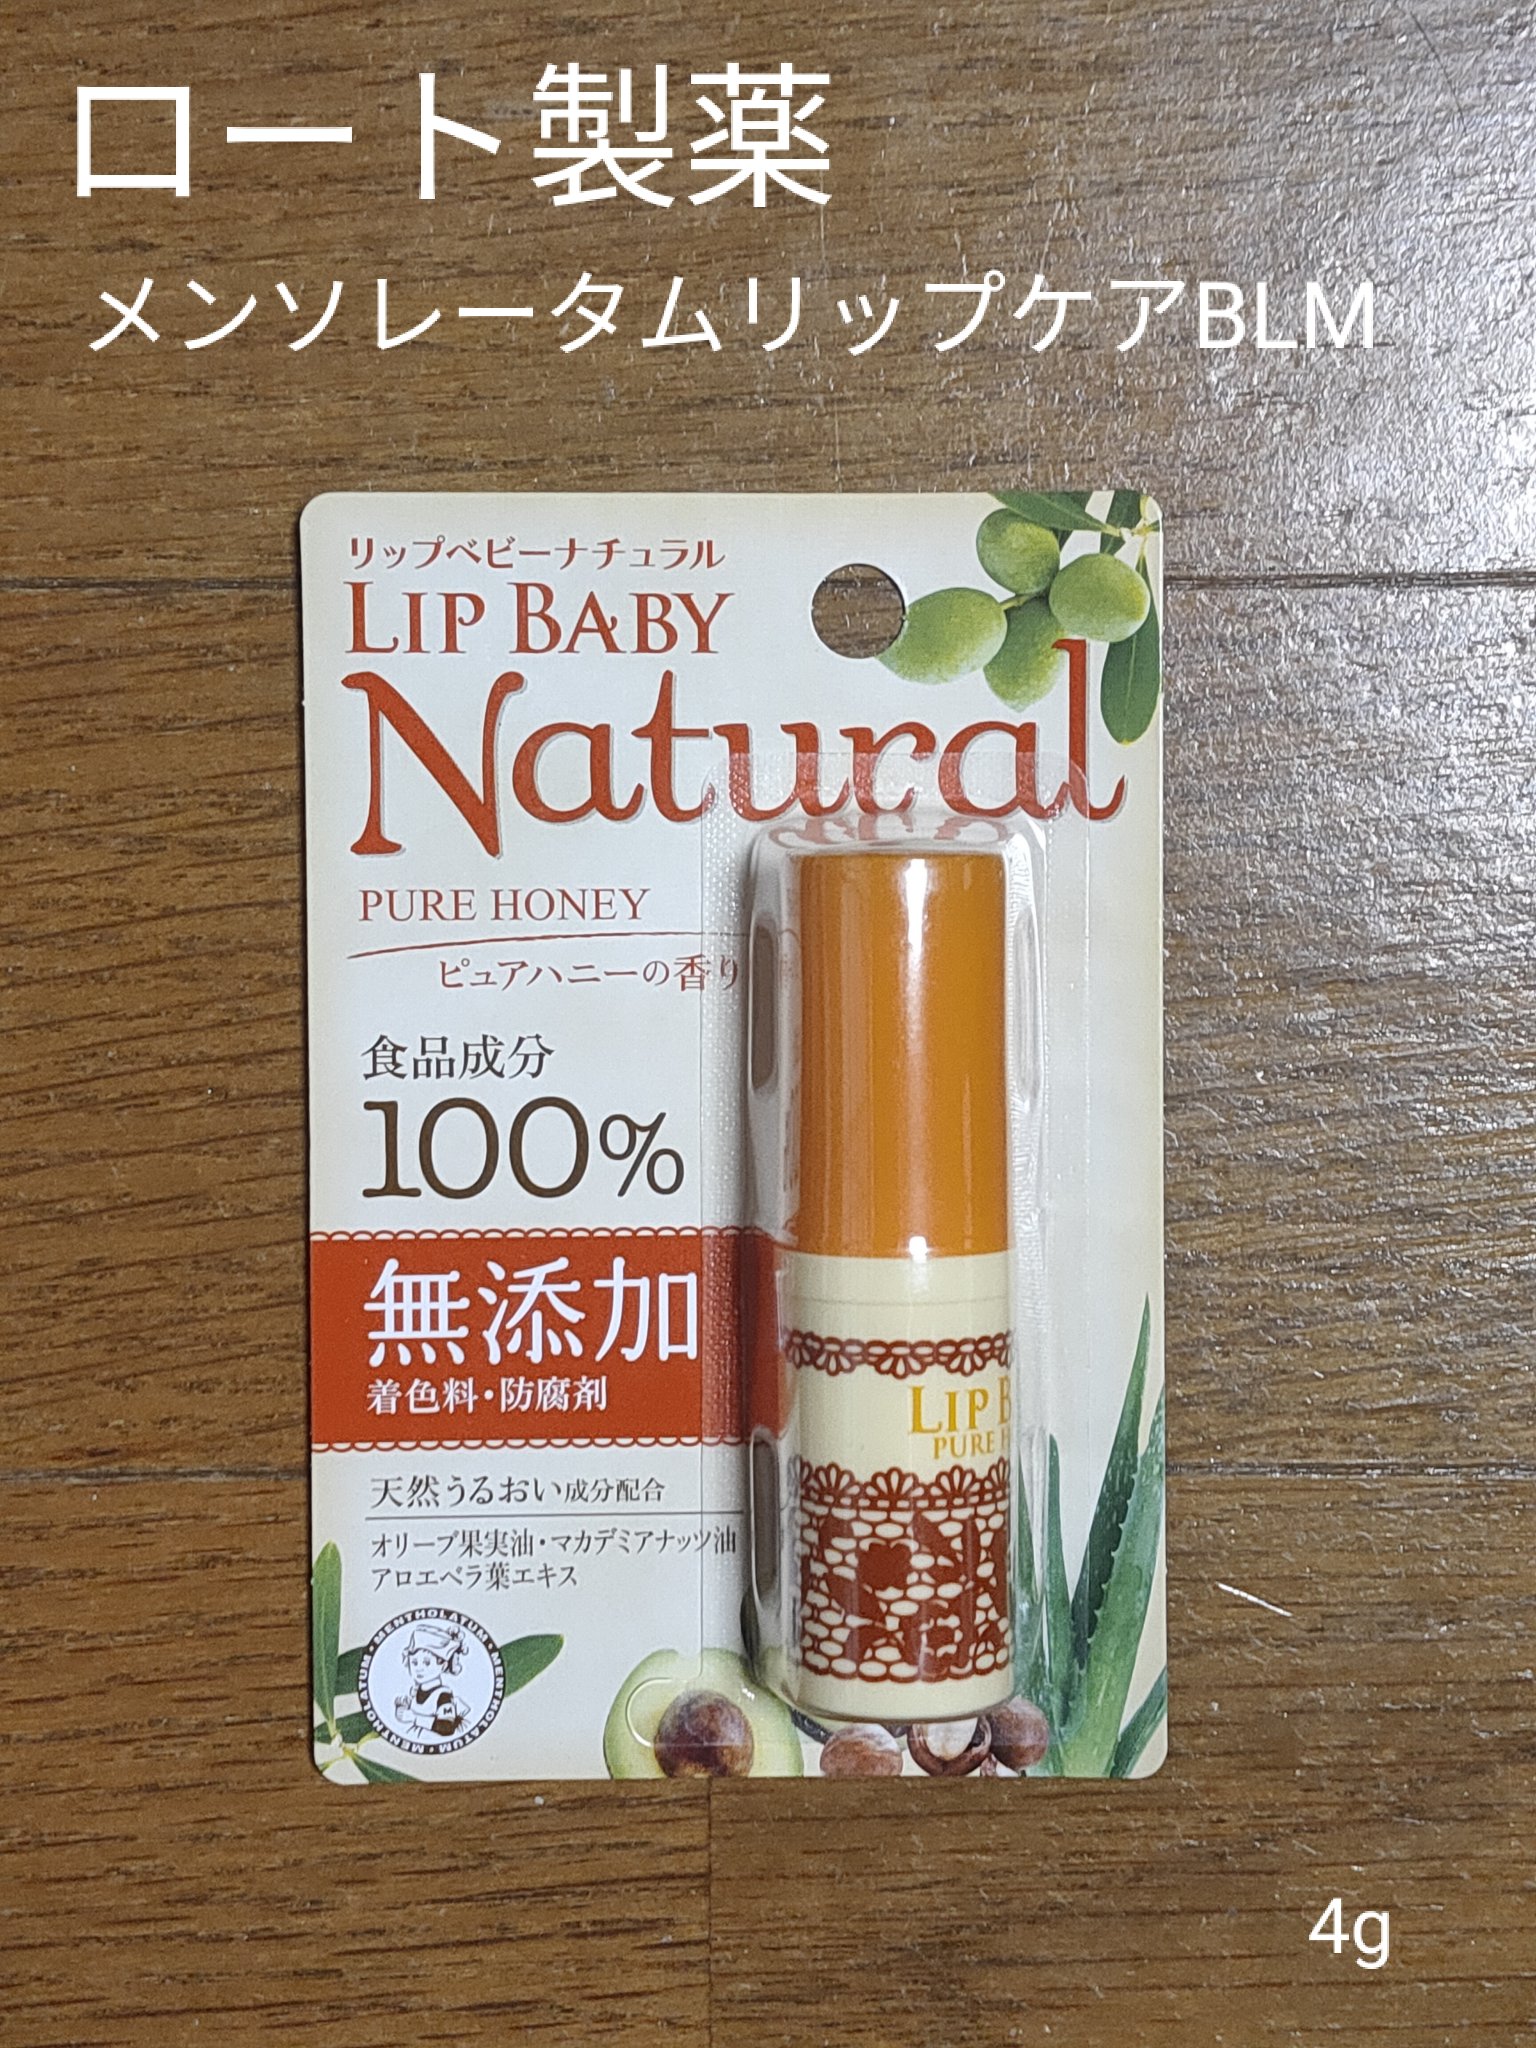 ロート製薬
メンソレータムリップケアBLM
リップベビーナチュラル
LIP BABY
Natural
PURE HONEY
ピュアハニーの香り
食品成分
100%
無添加
着色料・防腐剤
天然うるおい成分配合
オリーブ果実油・マカデミアナッツ油
アロエベラ葉エキス
MENTHOLATUM・MENTHOLATUM・MENTHOLATUM・
M
LIP B
PURE H
4g